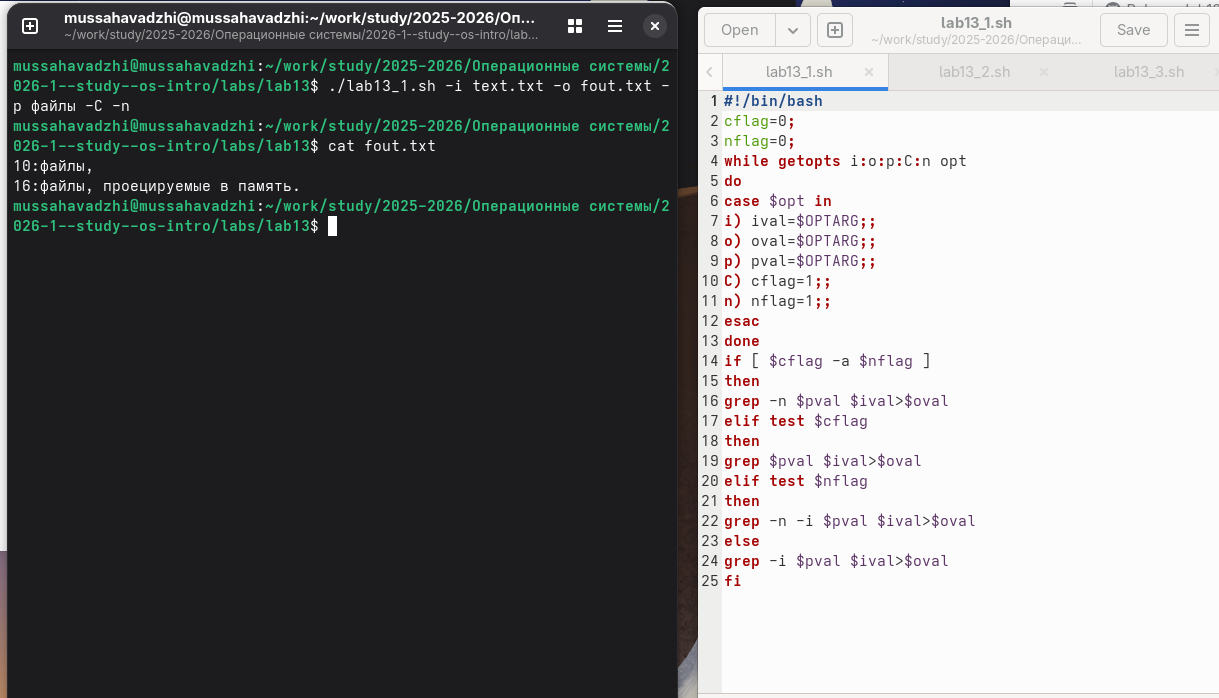 mussahavadzhi@mussahavadzhi:~/work/study/2025-2026/Оп...
~/work/study/2025-2026/Операционные системы/2026-1--study--os-intro/lab...
mussahavadzhi@mussahavadzhi:~/work/study/2025-2026/Операционные системы/2
026-1--study--os-intro/labs/lab13$ ./lab13_1.sh -i text.txt -o fout.txt -
p файлы -C -n
mussahavadzhi@mussahavadzhi:~/work/study/2025-2026/Операционные системы/2
026-1--study--os-intro/labs/lab13$ cat fout.txt
10:файлы,
16:файлы, проецируемые в память.
mussahavadzhi@mussahavadzhi:~/work/study/2025-2026/Операционные системы/2
026-1--study--os-intro/labs/lab13$
Open
lab13_1.sh
~/work/study/2025-2026/Операци...
Save
lab13_1.sh
lab13_2.sh
lab13_3.sh
1 #!/bin/bash
2 cflag=0;
3 nflag=0;
4 while getopts i:o:p:C:n opt
5 do
6 case $opt in
7 i) ival=$OPTARG;;
8 o) oval=$OPTARG;;
9 p) pval=$OPTARG;;
10 C) cflag=1;;
11 n) nflag=1;;
12 esac
13 done
14 if [ $cflag -a $nflag ]
15 then
16 grep -n $pval $ival>$oval
17 elif test $cflag
18 then
19 grep $pval $ival>$oval
20 elif test $nflag
21 then
22 grep -n -i $pval $ival>$oval
23 else
24 grep -i $pval $ival>$oval
25 fi